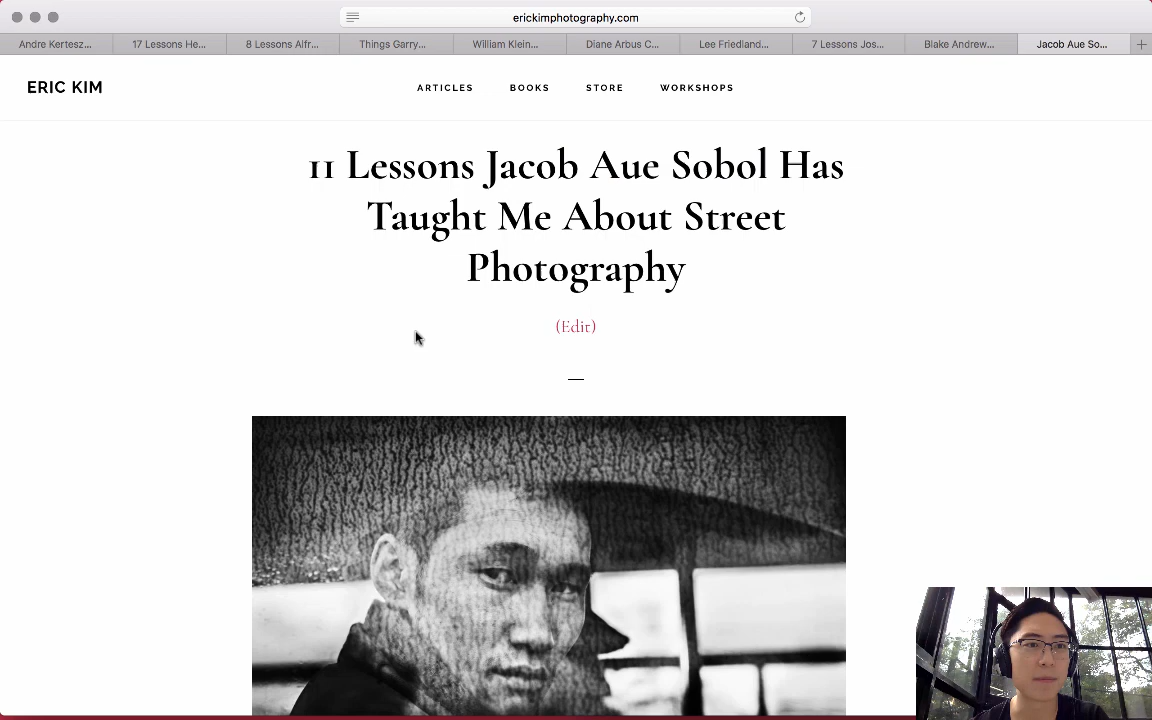 erickimphotography.com
Andre Kertesz...
17 Lessons He...
8 Lessons Alfr...
Things Garry...
William Klein...
Diane Arbus C...
Lee Friedland...
7 Lessons Jos...
Blake Andrew...
Jacob Aue So...
ERIC KIM
ARTICLES
BOOKS
STORE
WORKSHOPS
11 Lessons Jacob Aue Sobol Has
Taught Me About Street
Photography
(Edit)